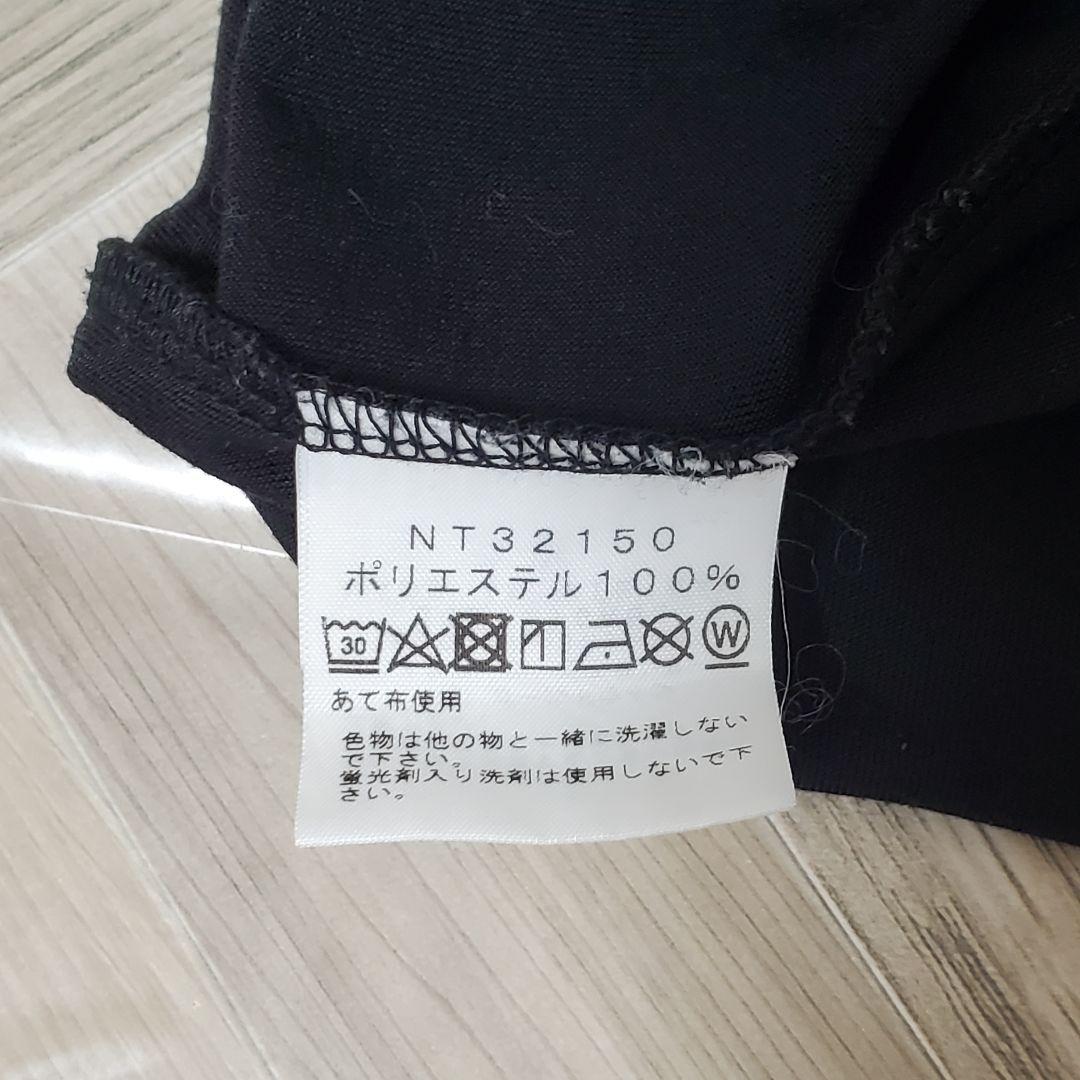 NT32150
ポリエステル100%
30 W
あて布使用
色物は他の物と一緒に洗濯しない
で下さい。
蛍光剤入り洗剤は使用しないで下
さい。